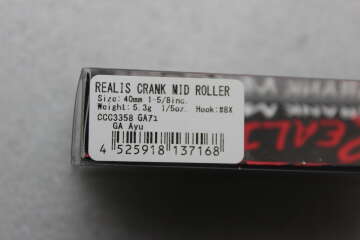 REALIS CRANK MID ROLLER
Size: 40mm 1-5/8inc.
Weight: 5.3g 1/5oz. Hook:#8X
CCC3358 GA71
GA Ayu
4 525918 137168
REALIS